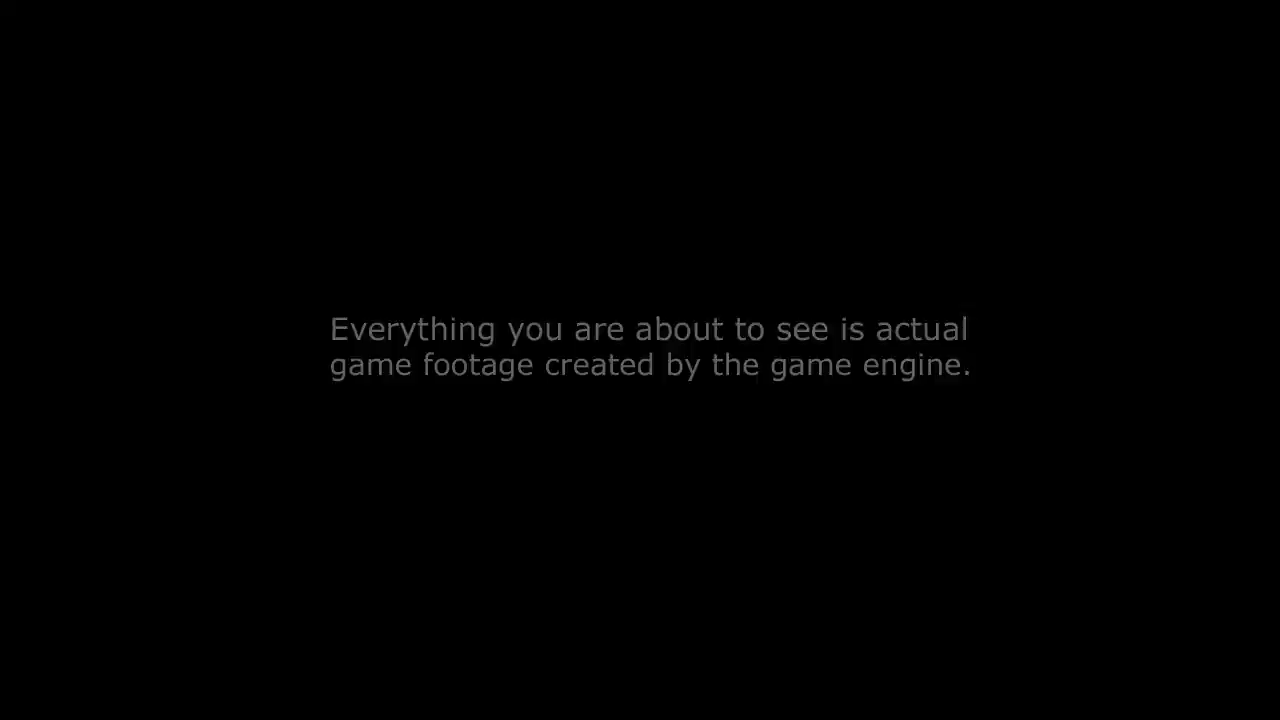 Everything you are about to see is actual
game footage created by the game engine.